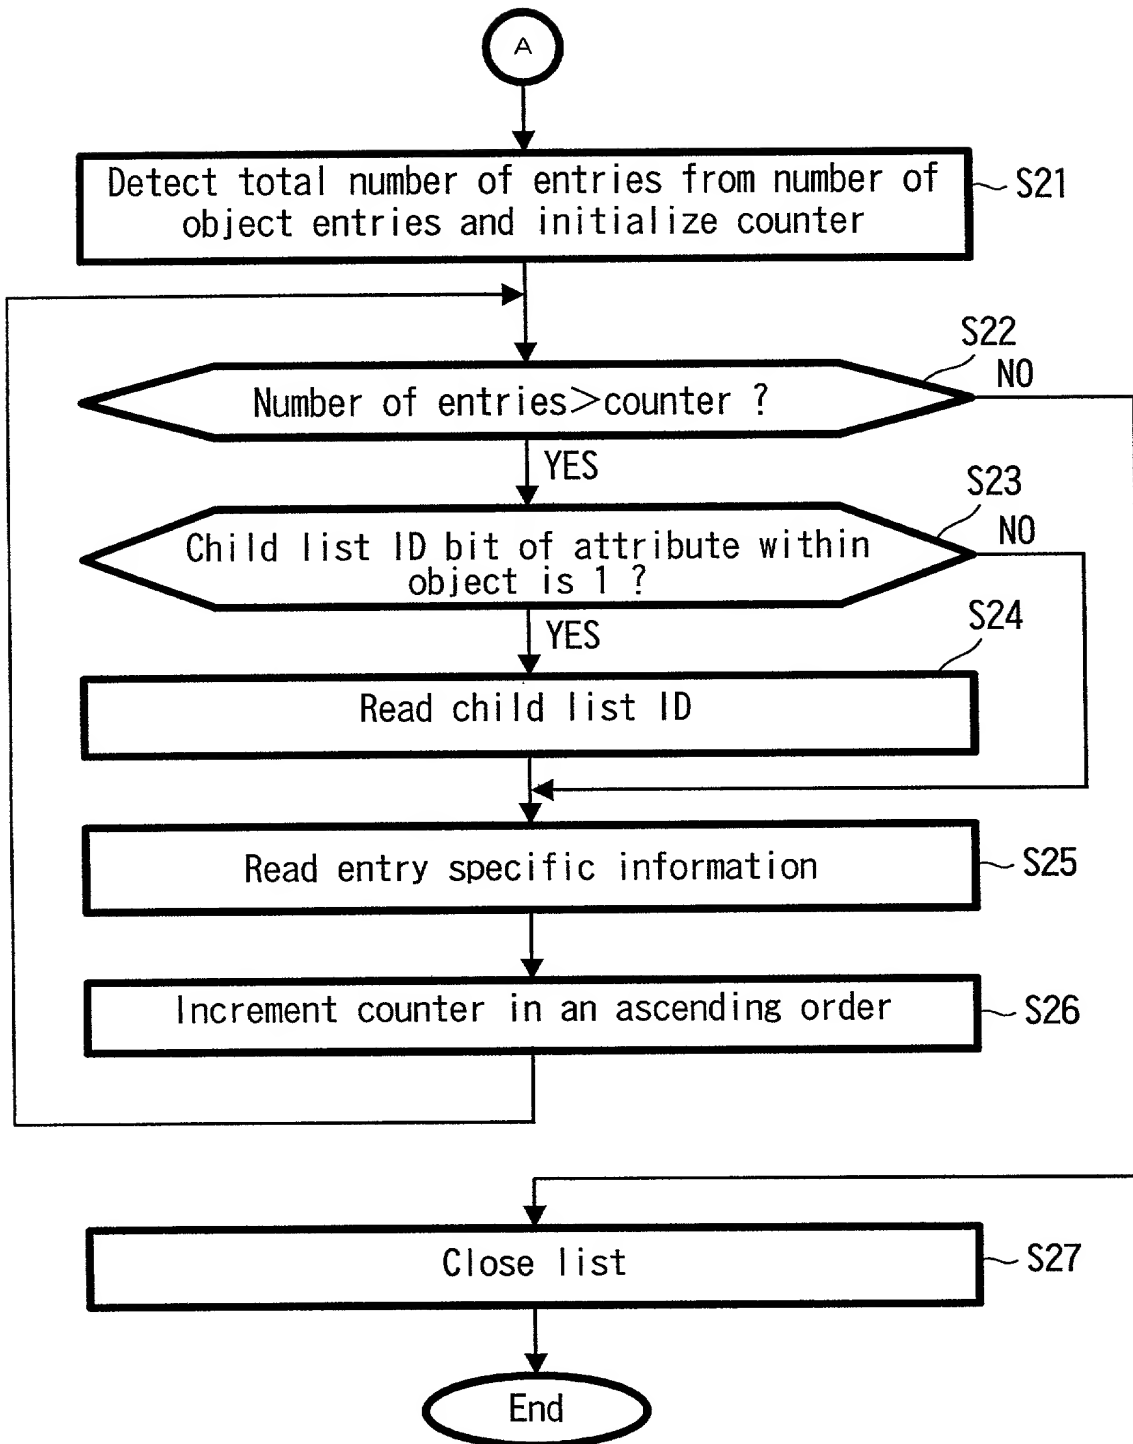 A
Detect total number of entries from number of
object entries and initialize counter
S21
S22
Number of entries>counter ?
NO
YES
S23
Child list ID bit of attribute within
object is 1 ?
NO
YES
S24
Read child list ID
Read entry specific information
S25
Increment counter in an ascending order
S26
Close list
S27
End